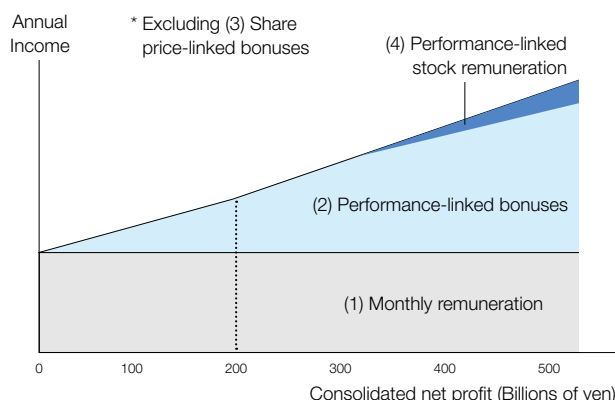 Annual
Income
* Excluding (3) Share
price-linked bonuses
(4) Performance-linked
stock remuneration
(2) Performance-linked bonuses
(1) Monthly remuneration
0 100 200 300 400 500
Consolidated net profit (Billions of yen)